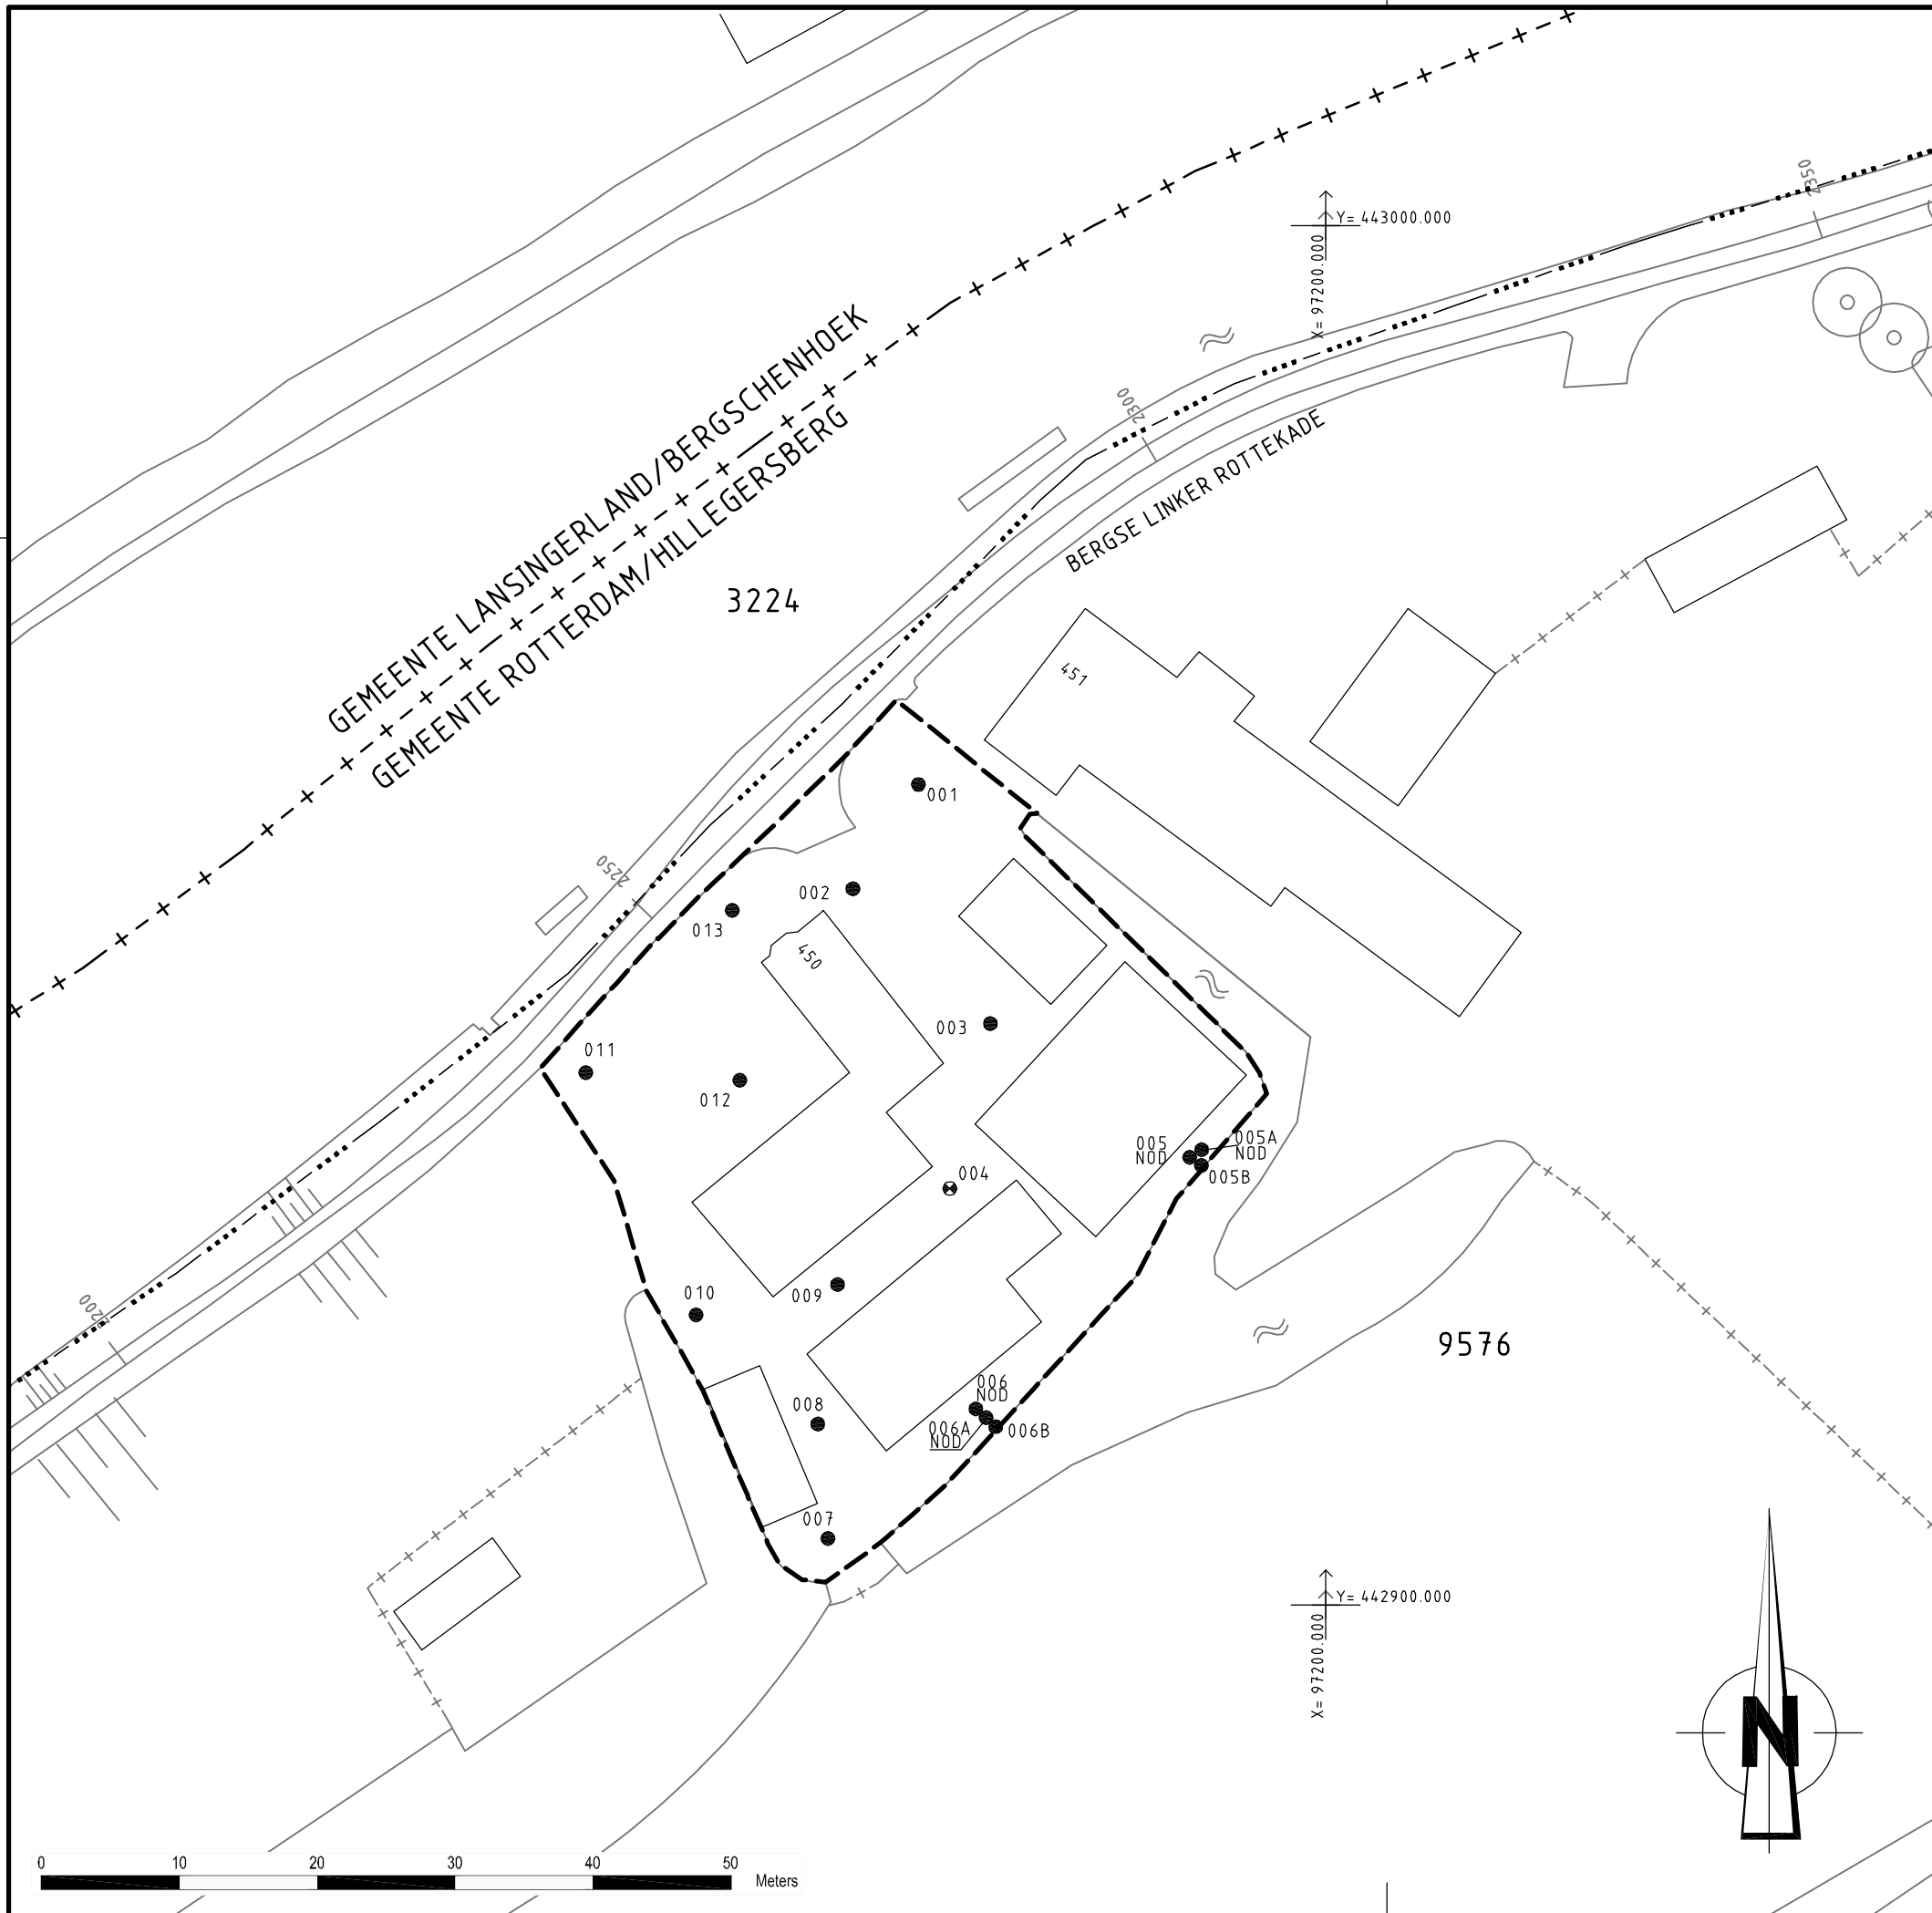 Y= 443000.000
X= 97200.000
2350
2300
GEMEENTE LANSINGERLAND/BERGSCHENHOEK
GEMEENTE ROTTERDAM/HILLEGERSBERG
BERGSE LINKER ROTTEKADE
3224
451
001
2250
002
013
450
003
011
012
005
NOD
005A
NOD
005B
004
010
009
2200
9576
006
NOD
008
006A
NOD
006B
007
Y= 442900.000
X= 97200.000
N
0 10 20 30 40 50 Meters